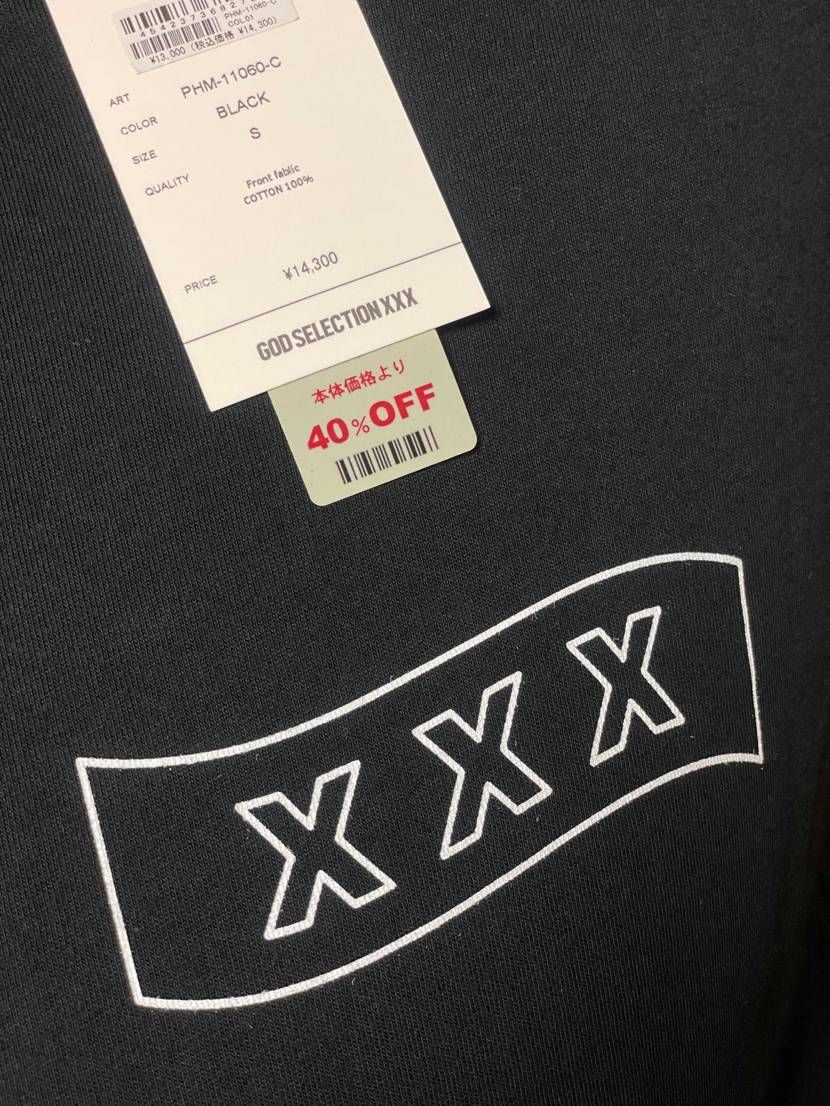 PHM-11060-C
COL01
¥13,000 (税込価格 ¥14,300)
ART PHM-11060-C
COLOR BLACK
SIZE S
QUALITY Front fablic
COTTON 100%
PRICE ¥14,300
GOD SELECTION XXX
本体価格より
40%OFF
XXX